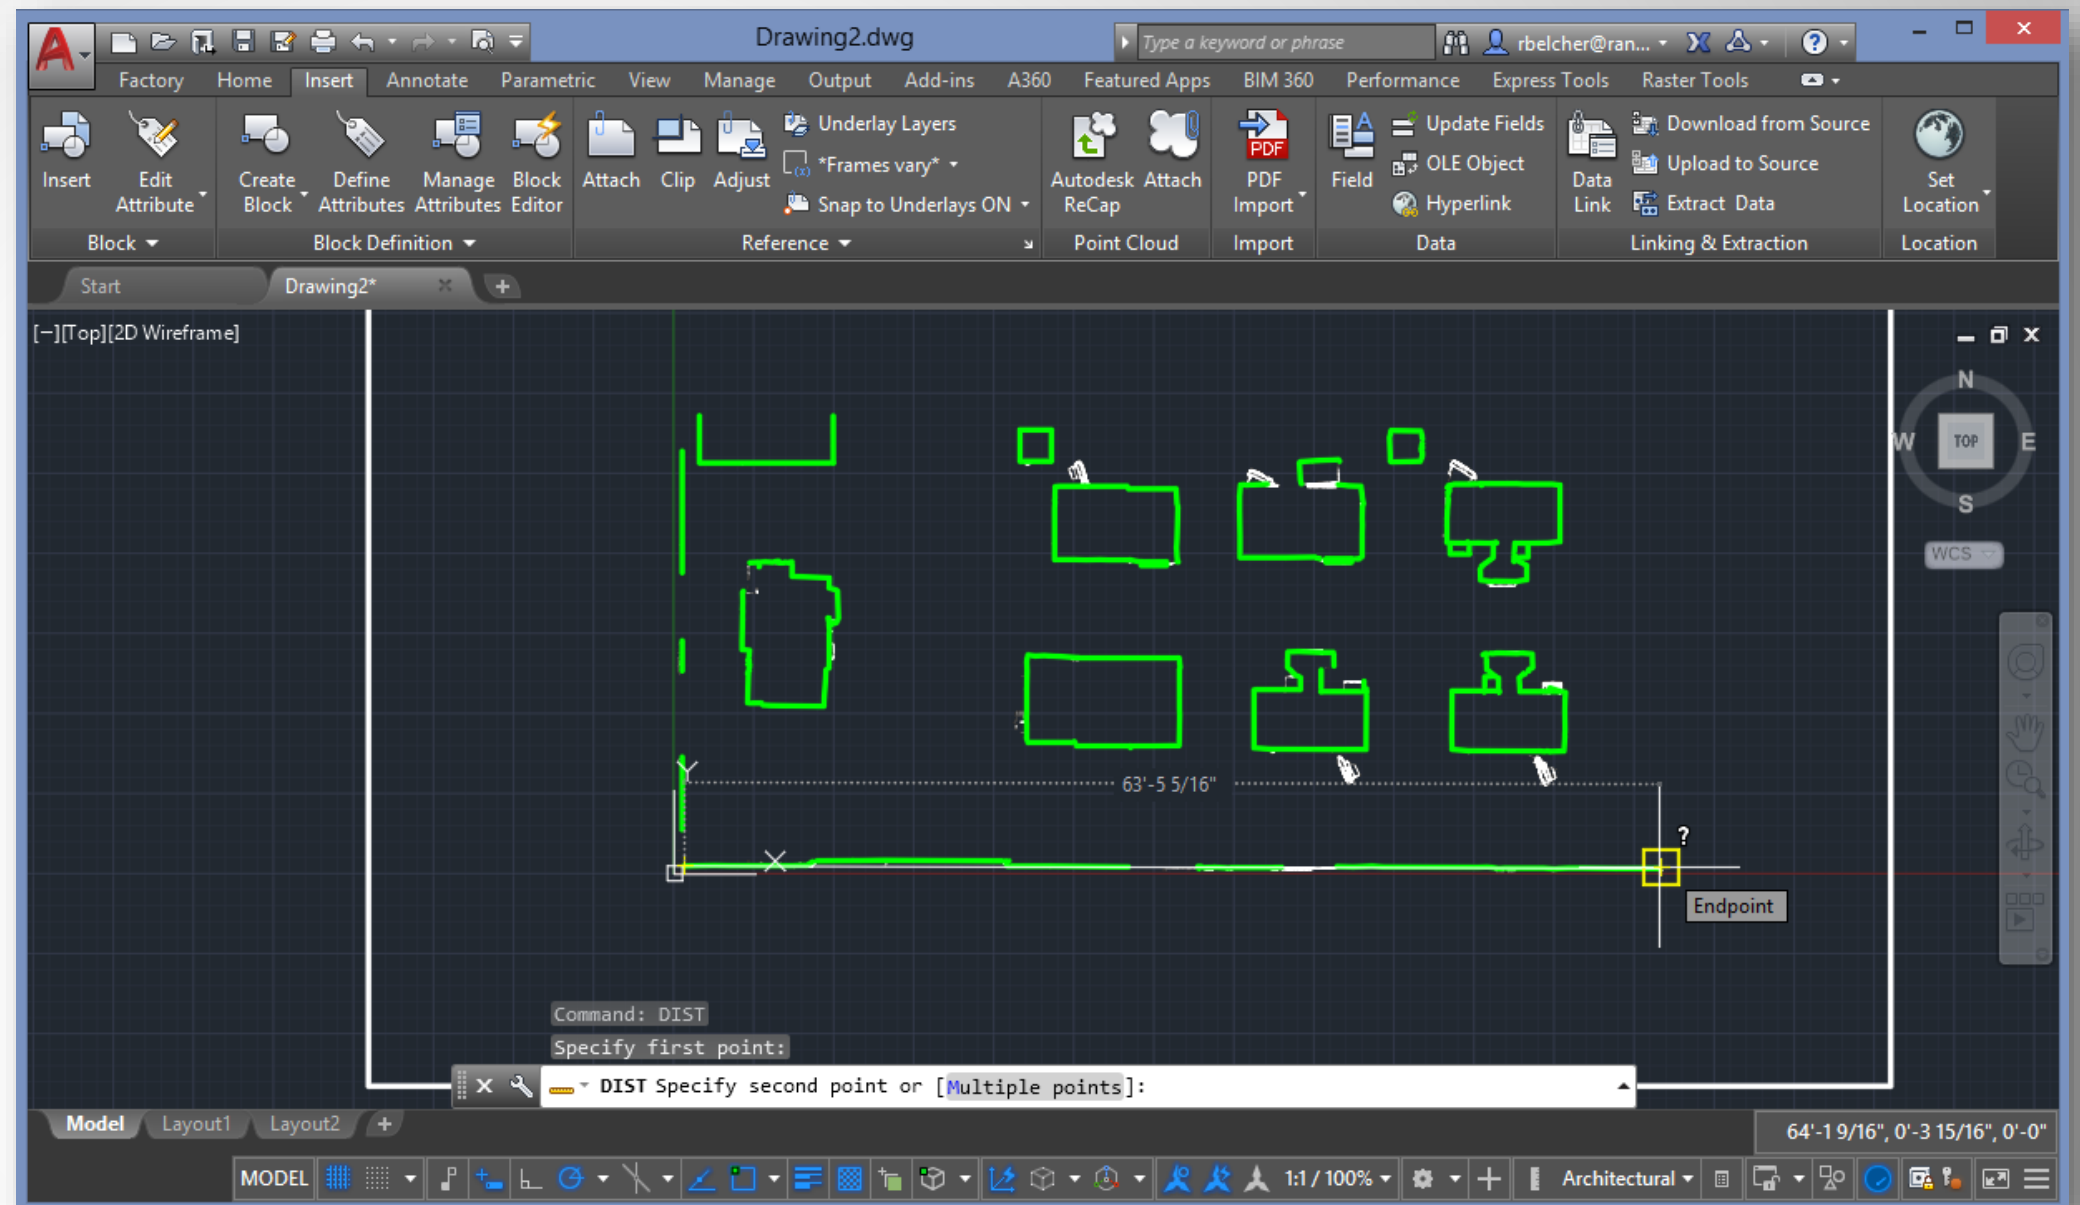 Drawing2.dwg
Type a keyword or phrase
rbelcher@ran...
?
Factory Home Insert Annotate Parametric View Manage Output Add-ins A360 Featured Apps BIM 360 Performance Express Tools Raster Tools
Insert
Edit Attribute
Block
Create Block
Define Attributes
Manage Attributes
Block Editor
Block Definition
Attach
Clip
Adjust
Underlay Layers
*Frames vary*
Snap to Underlays ON
Reference
Autodesk ReCap
Attach
Point Cloud
PDF
PDF Import
Import
Field
Update Fields
OLE Object
Hyperlink
Data
Data Link
Download from Source
Upload to Source
Extract Data
Linking & Extraction
Set Location
Location
Start
Drawing2*
[−][Top][2D Wireframe]
N
W TOP E
S
WCS
Y
63'-5 5/16"
?
X
Endpoint
Command: DIST
Specify first point:
DIST Specify second point or [Multiple points]:
Model Layout1 Layout2 +
64'-1 9/16", 0'-3 15/16", 0'-0"
MODEL
1:1 / 100%
Architectural